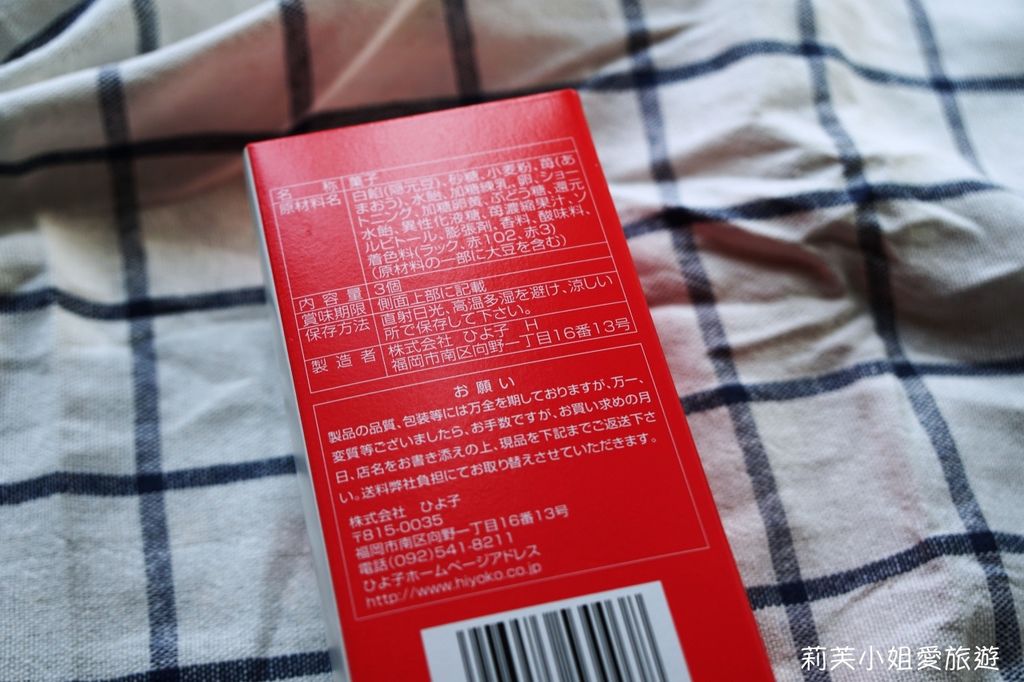 名称 菓子
原材料名 白餡(隠元豆)、砂糖、小麦粉、苺(あ
まおう)、水飴、加糖練乳、卵、ショー
トニング、加糖卵黄、ぶどう糖、還元
水飴、異性化液糖、苺濃縮果汁、ソ
ルビトール、膨張剤、香料、酸味料、
着色料(ラック、赤102、赤3)
(原材料の一部に大豆を含む)
内容量 3個
賞味期限 側面上部に記載
保存方法 直射日光、高温多湿を避け、涼しい
所で保存して下さい。
製造者 株式会社 ひよ子 H
福岡市南区向野一丁目16番13号
お願い
製品の品質、包装等には万全を期しておりますが、万一、
変質等ございましたら、お手数ですが、お買い求めの月
日、店名をお書き添えの上、現品を下記までご返送下さ
い。送料弊社負担にてお取り替えさせていただきます。
株式会社 ひよ子
〒815-0035
福岡市南区向野一丁目16番13号
電話(092)541-8211
ひよ子ホームページアドレス
http://www.hiyoko.co.jp
莉芙小姐愛旅遊